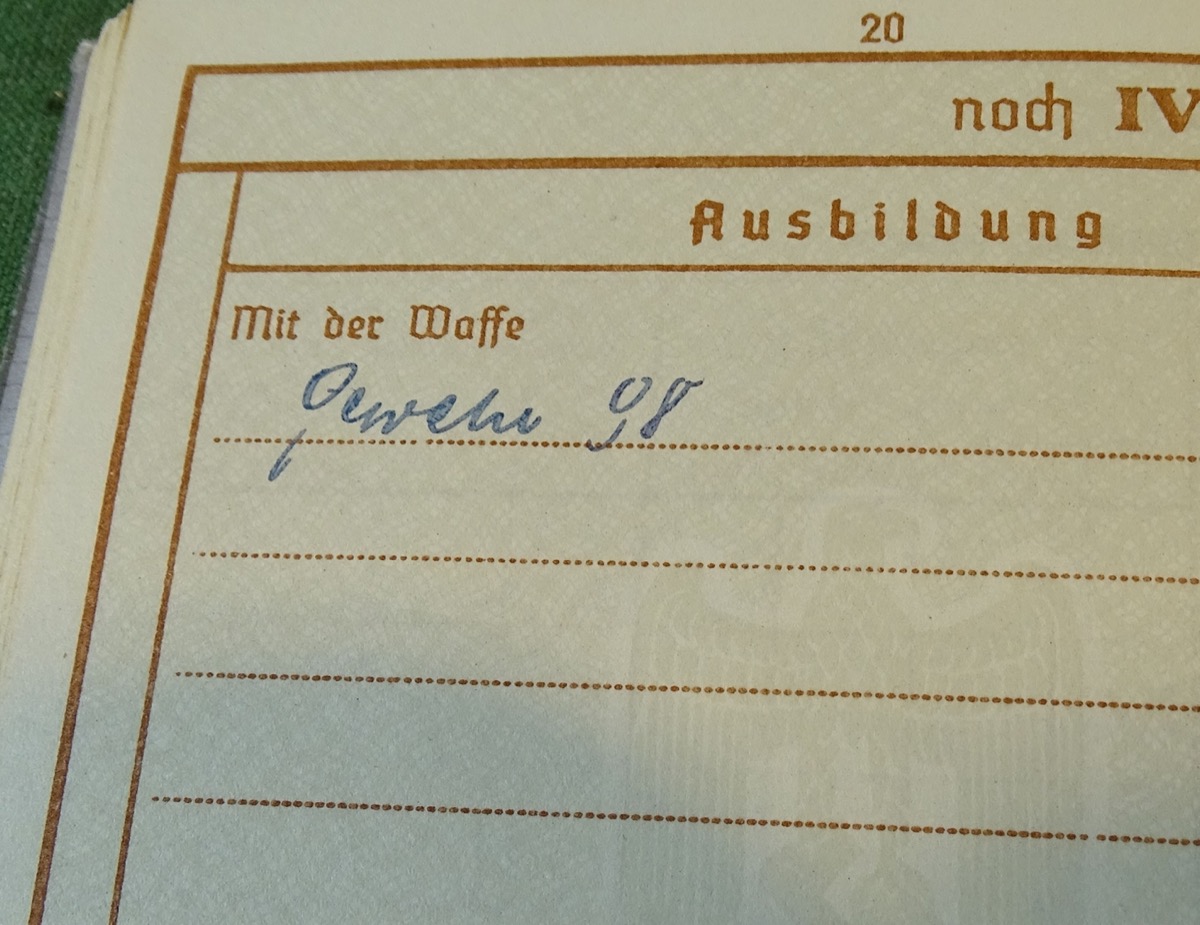 20
noch IV
Ausbildung
Mit der Waffe
Gewehr 98